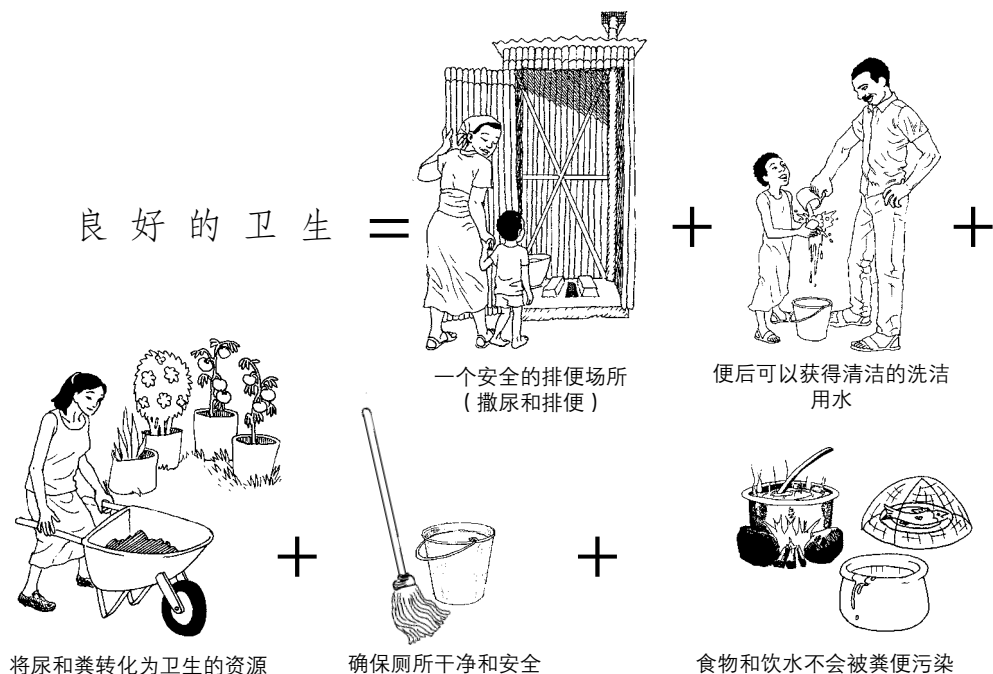 良好的卫生 =
一个安全的排便场所
(撒尿和排便)
+
便后可以获得清洁的洗洁
用水
+
将尿和粪转化为卫生的资源
+
确保厕所干净和安全
+
食物和饮水不会被粪便污染